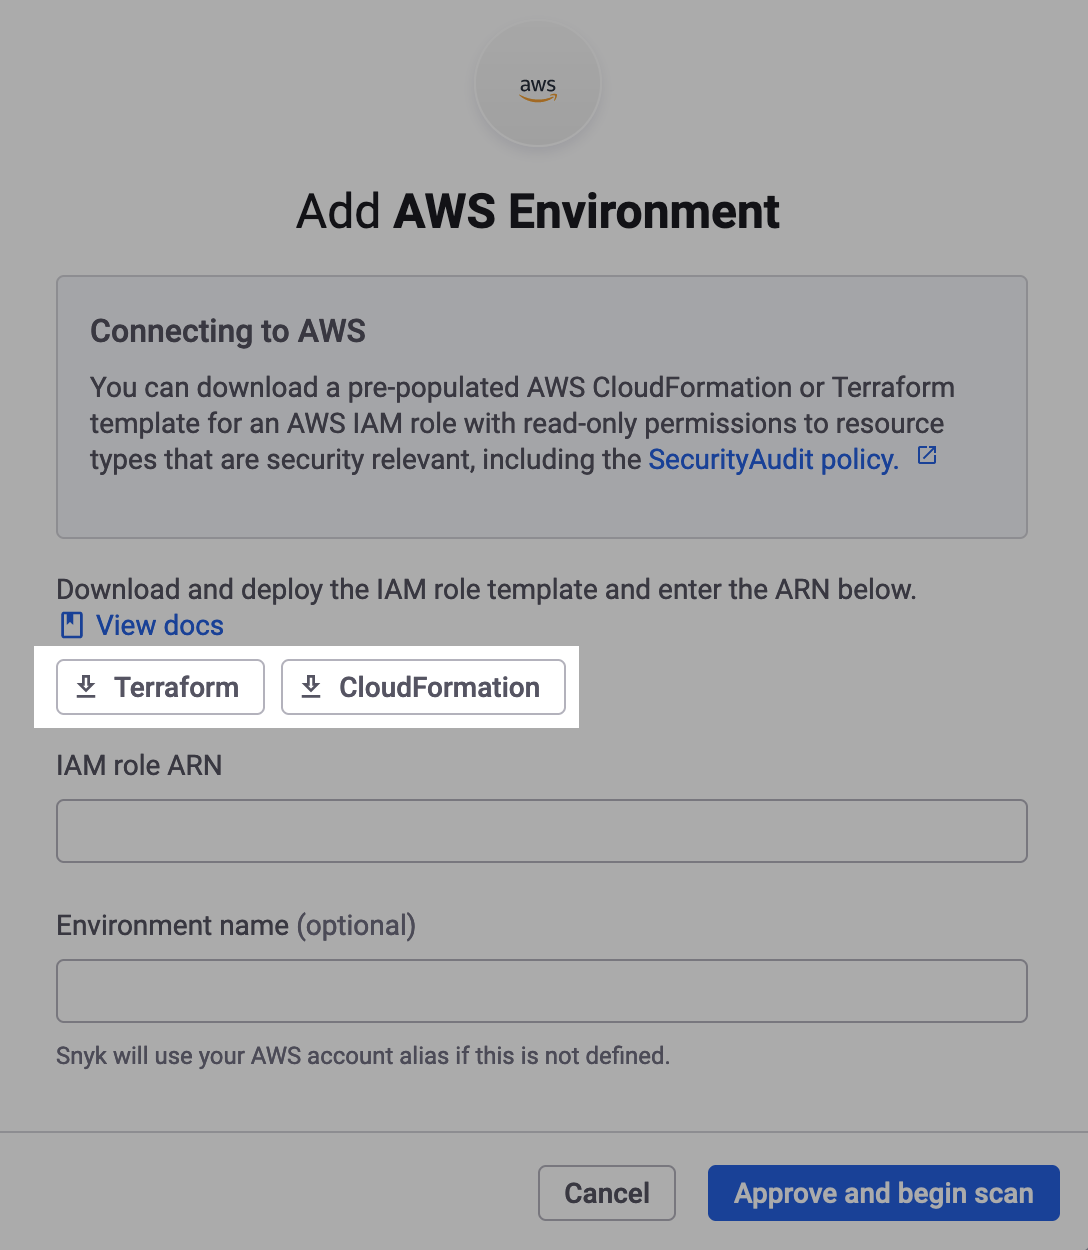 aws
Add AWS Environment
Connecting to AWS
You can download a pre-populated AWS CloudFormation or Terraform
template for an AWS IAM role with read-only permissions to resource
types that are security relevant, including the SecurityAudit policy.
Download and deploy the IAM role template and enter the ARN below.
View docs
Terraform CloudFormation
IAM role ARN
Environment name (optional)
Snyk will use your AWS account alias if this is not defined.
Cancel Approve and begin scan